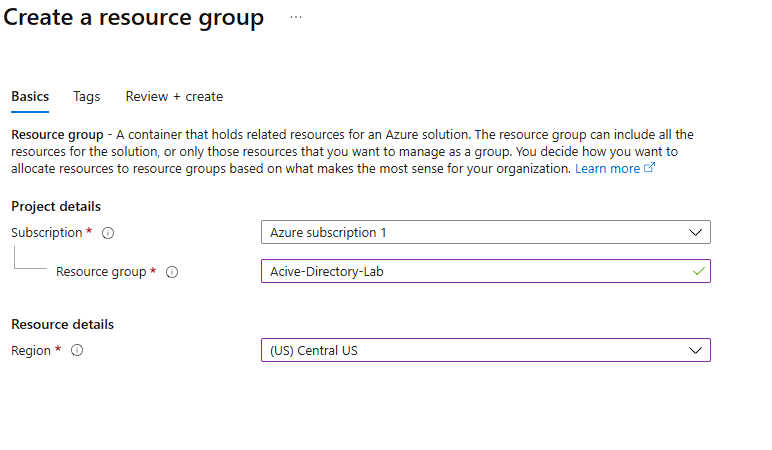 Create a resource group ...
Basics Tags Review + create
Resource group - A container that holds related resources for an Azure solution. The resource group can include all the
resources for the solution, or only those resources that you want to manage as a group. You decide how you want to
allocate resources to resource groups based on what makes the most sense for your organization. Learn more
Project details
Subscription * Azure subscription 1
Resource group * Acive-Directory-Lab
Resource details
Region * (US) Central US